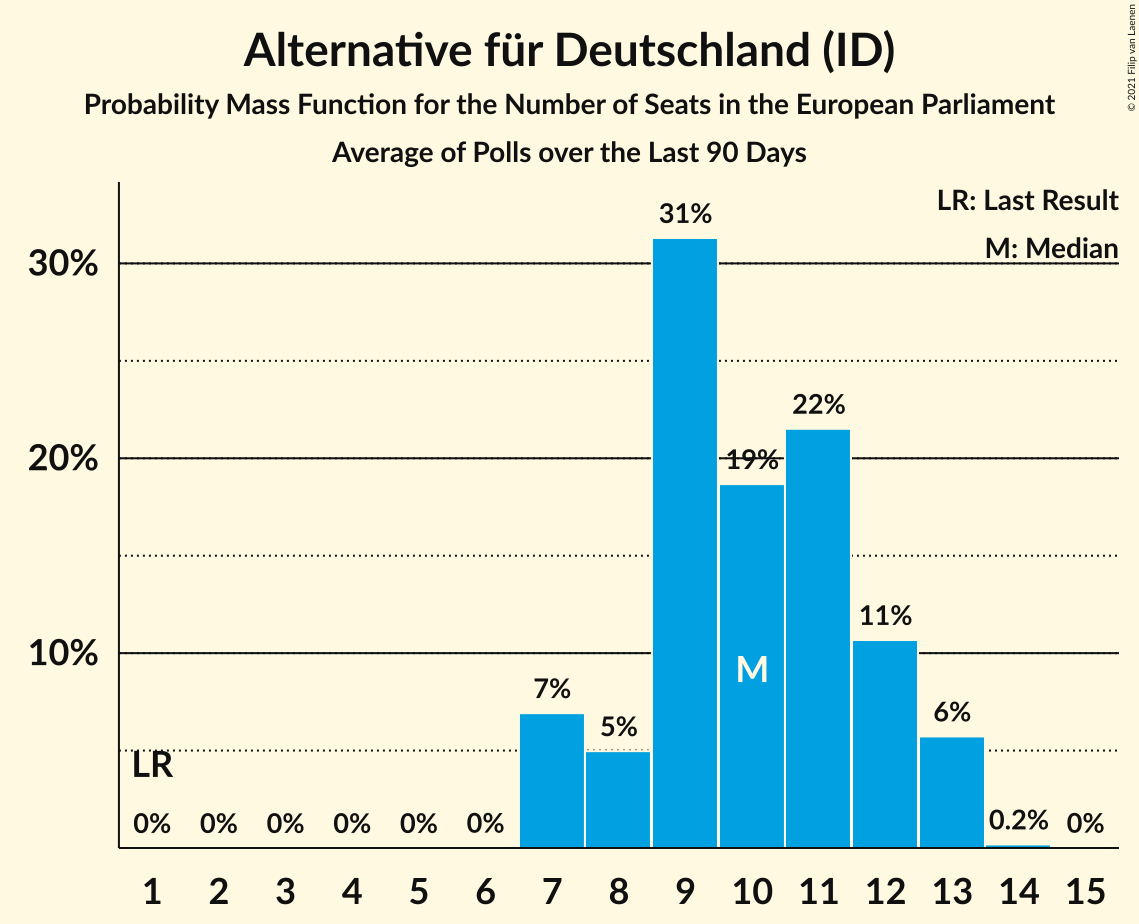 Alternative für Deutschland (ID)
Probability Mass Function for the Number of Seats in the European Parliament
Average of Polls over the Last 90 Days
© 2021 Filip van Laenen
LR: Last Result
M: Median
30%
20%
10%
31%
19%
22%
11%
7%
5%
6%
0.2%
M
LR
0% 0% 0% 0% 0% 0% 0%
1 2 3 4 5 6 7 8 9 10 11 12 13 14 15